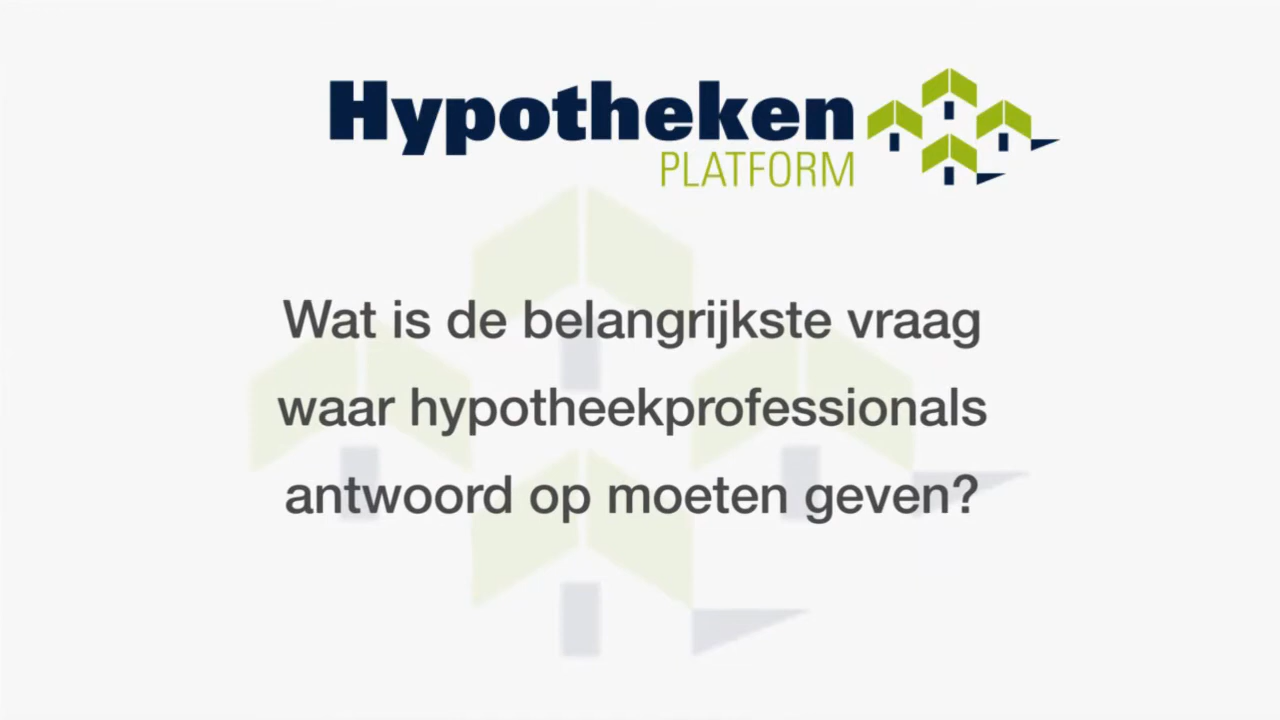 Hypotheken
PLATFORM
Wat is de belangrijkste vraag
waar hypotheekprofessionals
antwoord op moeten geven?